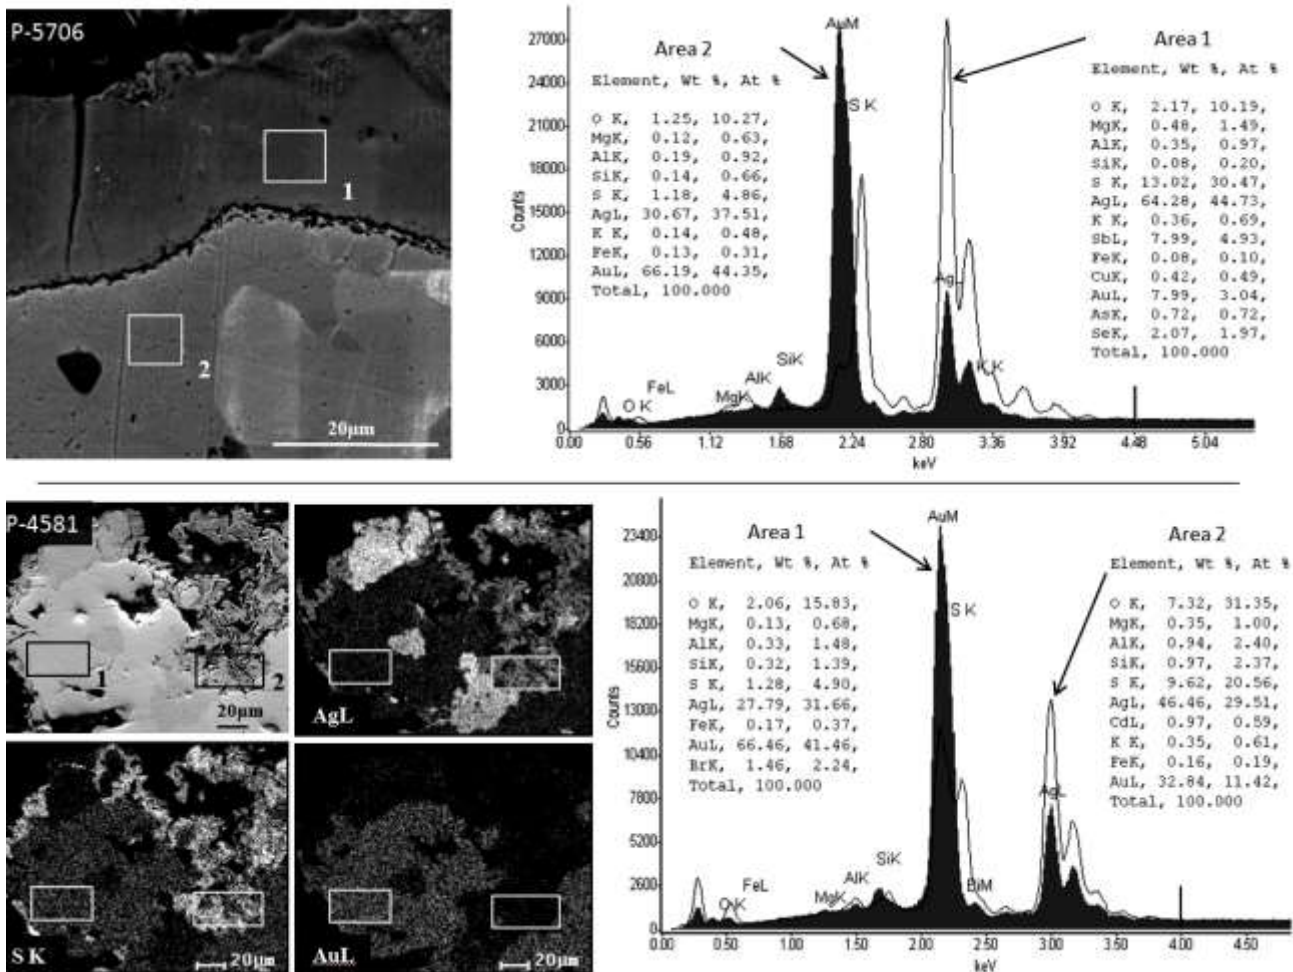 P-5706
1
2
20µm
Counts
27000
24000
21000
18000
15000
12000
9000
6000
3000
0
AuM
S K
AgL
K K
SiK
AlK
MgK
FeL
O K
0.00 0.56 1.12 1.68 2.24 2.80 3.36 3.92 4.48 5.04
keV
Area 2
Element, Wt %, At %
O K, 1.25, 10.27,
MgK, 0.12, 0.63,
AlK, 0.19, 0.92,
SiK, 0.14, 0.66,
S K, 1.18, 4.86,
AgL, 30.67, 37.51,
K K, 0.14, 0.48,
FeK, 0.13, 0.31,
AuL, 66.19, 44.35,
Total, 100.000
Area 1
Element, Wt %, At %
O K, 2.17, 10.19,
MgK, 0.48, 1.49,
AlK, 0.35, 0.97,
SiK, 0.08, 0.20,
S K, 13.02, 30.47,
AgL, 64.28, 44.73,
K K, 0.36, 0.69,
SbL, 7.99, 4.93,
FeK, 0.08, 0.10,
CuK, 0.42, 0.49,
AuL, 7.99, 3.04,
AsK, 0.72, 0.72,
SeK, 2.07, 1.97,
Total, 100.000
P-4581
1
2
20µm
AgL
S K
20µm
AuL
20µm
Counts
23400
20800
18200
15600
13000
10400
7800
5200
2600
0
AuM
S K
AgL
SiK
AlK
MgK
FeL
O K
0.00 0.50 1.00 1.50 2.00 2.50 3.00 3.50 4.00 4.50
keV
Area 1
Element, Wt %, At %
O K, 2.06, 15.83,
MgK, 0.13, 0.68,
AlK, 0.33, 1.48,
SiK, 0.32, 1.39,
S K, 1.28, 4.90,
AgL, 27.79, 31.66,
FeK, 0.17, 0.37,
AuL, 66.46, 41.46,
BrK, 1.46, 2.24,
Total, 100.000
Area 2
Element, Wt %, At %
O K, 7.32, 31.35,
MgK, 0.35, 1.00,
AlK, 0.94, 2.40,
SiK, 0.97, 2.37,
S K, 9.62, 20.56,
AgL, 46.46, 29.51,
CdL, 0.97, 0.59,
K K, 0.35, 0.61,
FeK, 0.16, 0.19,
AuL, 32.84, 11.42,
Total, 100.000